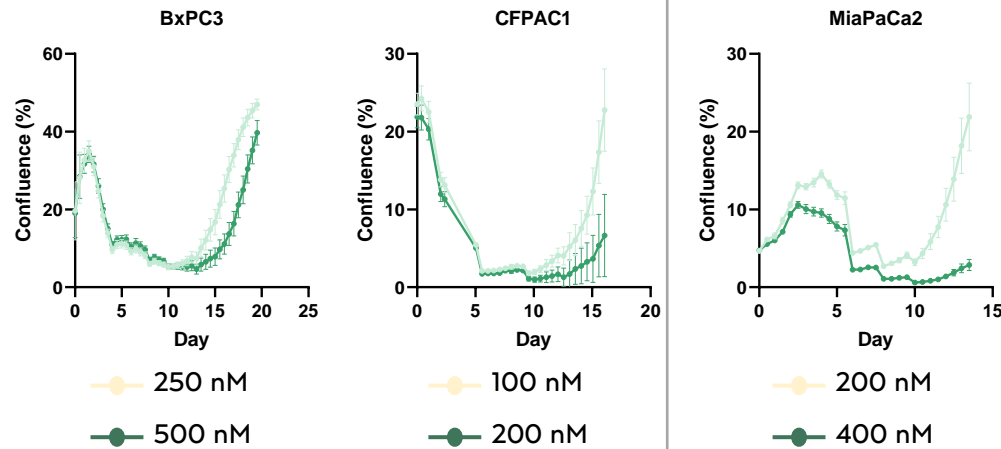 BxPC3
Confluence (%)
60
40
20
0
0 5 10 15 20 25
Day
250 nM
500 nM
CFPAC1
Confluence (%)
30
20
10
0
0 5 10 15 20
Day
100 nM
200 nM
MiaPaCa2
Confluence (%)
30
20
10
0
0 5 10 15
Day
200 nM
400 nM